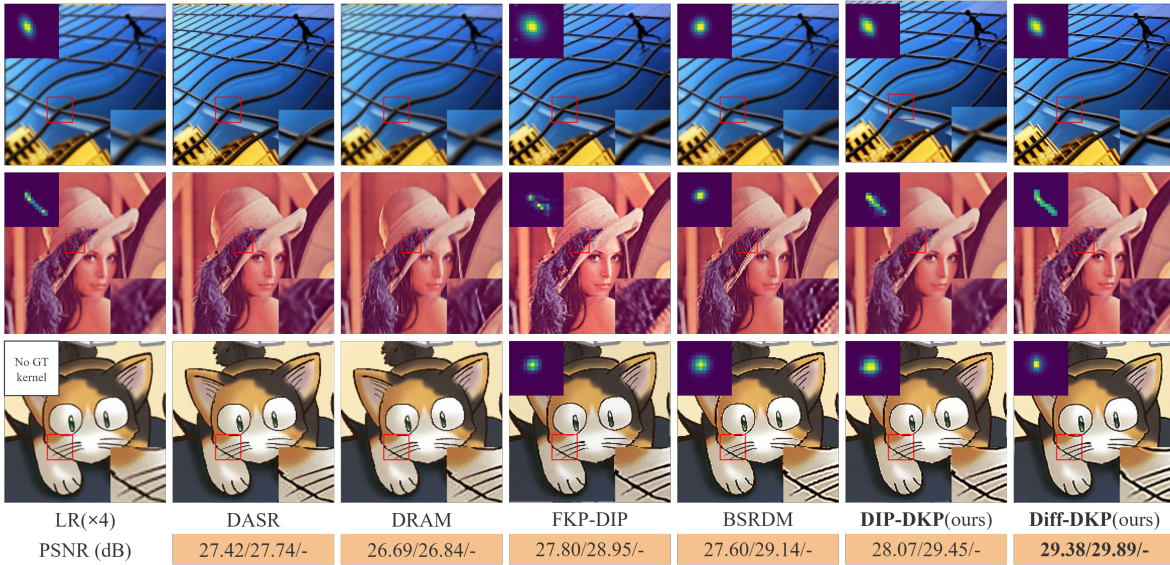 No GT
kernel
LR(×4) DASR DRAM FKP-DIP BSRDM DIP-DKP(ours) Diff-DKP(ours)
PSNR (dB) 27.42/27.74/- 26.69/26.84/- 27.80/28.95/- 27.60/29.14/- 28.07/29.45/- 29.38/29.89/-